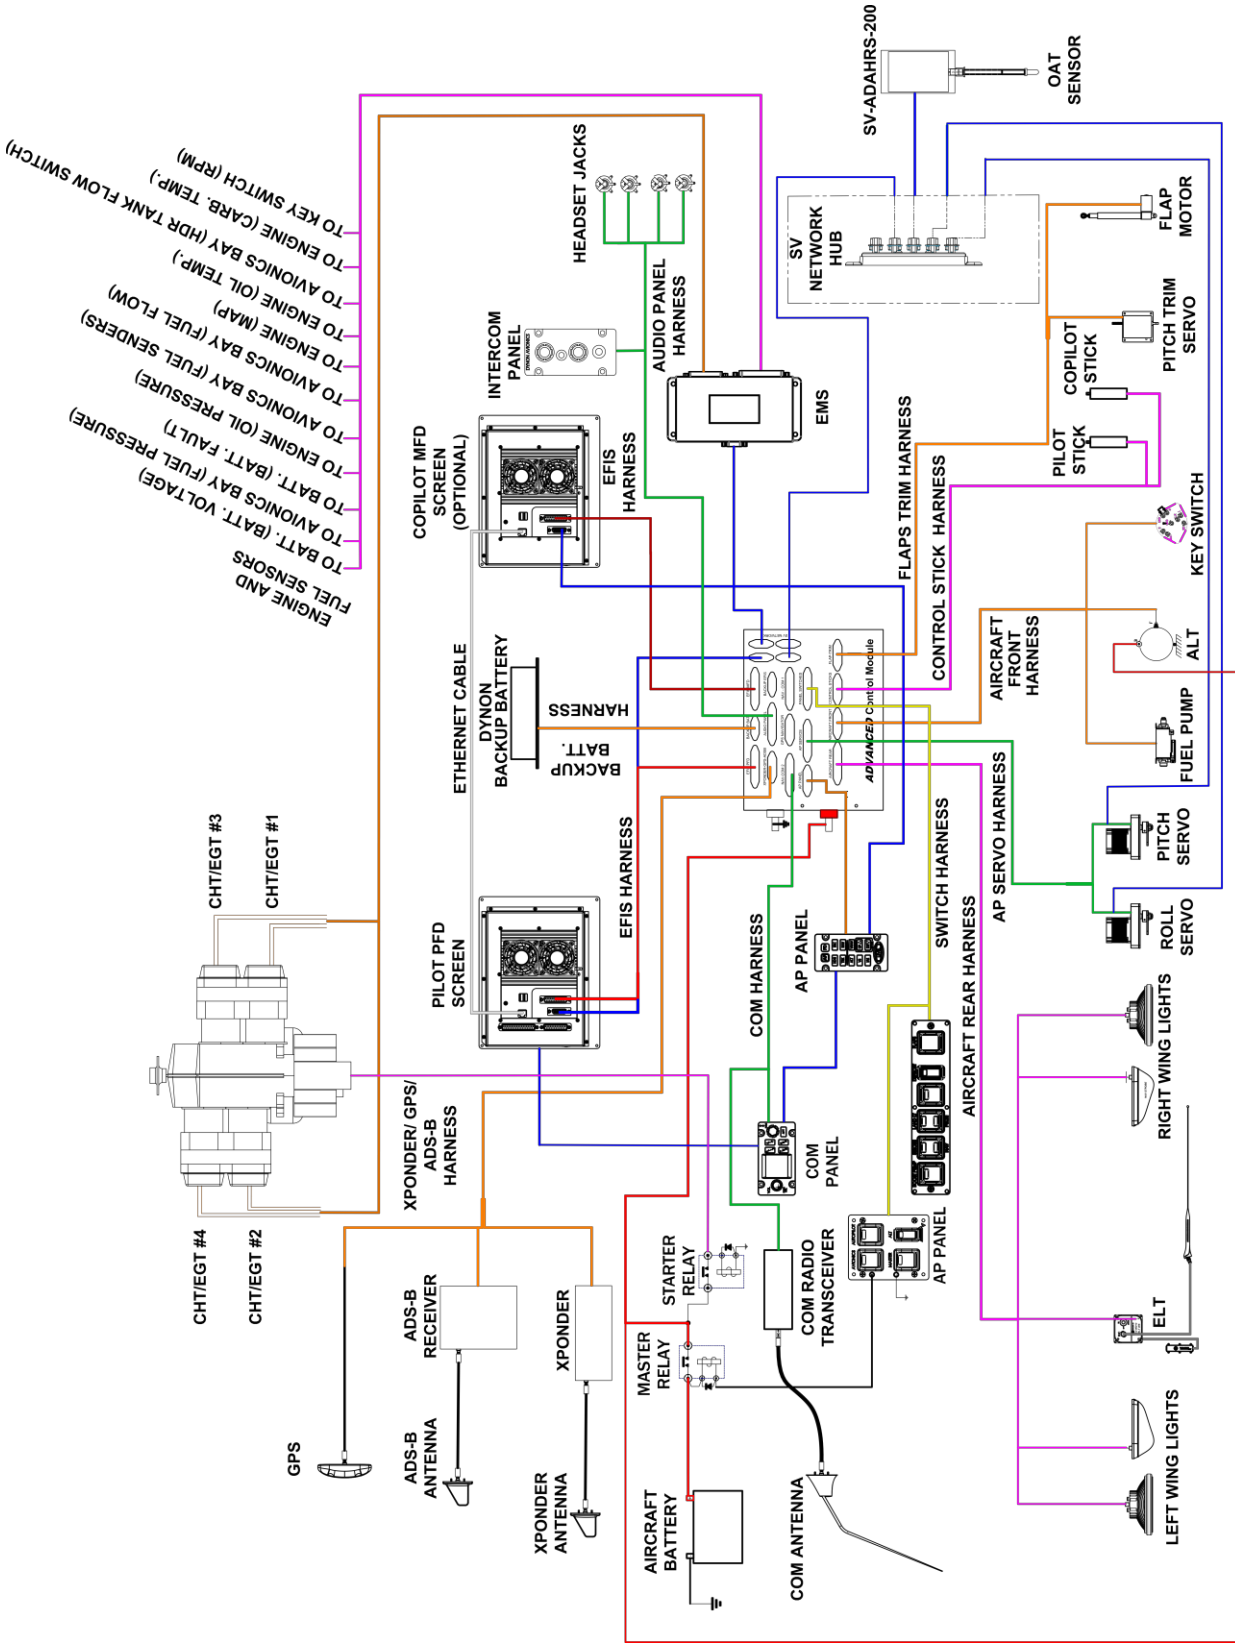 CHT/EGT #4
CHT/EGT #2
CHT/EGT #3
CHT/EGT #1
TO KEY SWITCH (RPM)
TO ENGINE (CARB. TEMP.)
TO AVIONICS BAY (HDR TANK FLOW SWITCH)
TO ENGINE (OIL TEMP.)
TO ENGINE (MAP)
TO AVIONICS BAY (FUEL FLOW)
TO AVIONICS BAY (FUEL SENDERS)
TO ENGINE (OIL PRESSURE)
TO BATT. (BATT. FAULT)
TO AVIONICS BAY (FUEL PRESSURE)
TO BATT. (BATT. VOLTAGE)
ENGINE AND
FUEL SENSORS
GPS
ADS-B
ANTENNA
ADS-B
RECEIVER
XPONDER
ANTENNA
XPONDER
XPONDER/ GPS/
ADS-B
HARNESS
PILOT PFD
SCREEN
ETHERNET CABLE
DYNON
BACKUP BATTERY
BACKUP
BATT.
HARNESS
COPILOT MFD
SCREEN
(OPTIONAL)
EFIS
HARNESS
EFIS HARNESS
INTERCOM
PANEL
DYNON AVIONICS
HEADSET JACKS
AUDIO PANEL
HARNESS
EMS
AIRCRAFT
BATTERY
MASTER
RELAY
STARTER
RELAY
COM ANTENNA
COM RADIO
TRANSCEIVER
COM
PANEL
COM HARNESS
AP PANEL
ADVANCED Control Module
SV
NETWORK
HUB
SV-ADAHRS-200
OAT
SENSOR
AP PANEL
SWITCH HARNESS
AIRCRAFT REAR HARNESS
AP SERVO HARNESS
AIRCRAFT
FRONT
HARNESS
CONTROL STICK HARNESS
FLAPS TRIM HARNESS
LEFT WING LIGHTS
ELT
RIGHT WING LIGHTS
ROLL
SERVO
PITCH
SERVO
FUEL PUMP
ALT
KEY SWITCH
PILOT
STICK
COPILOT
STICK
PITCH TRIM
SERVO
FLAP
MOTOR